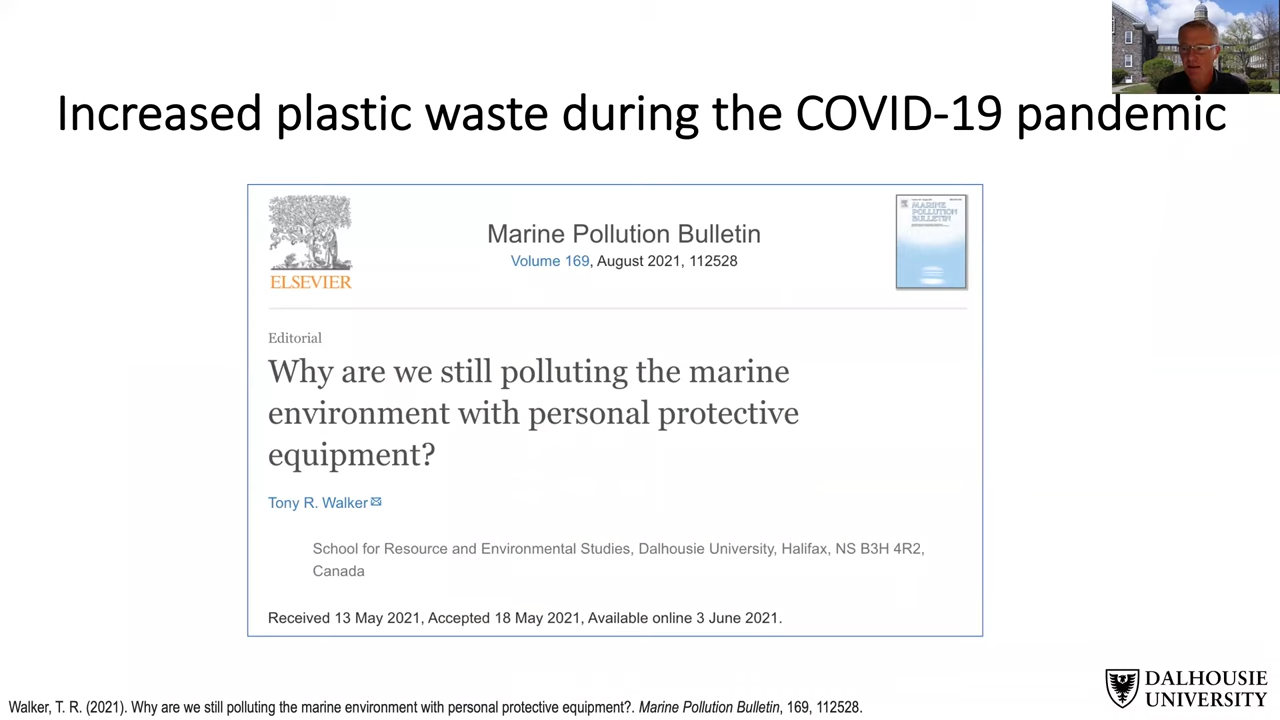 Increased plastic waste during the COVID-19 pandemic
ELSEVIER
Marine Pollution Bulletin
Volume 169, August 2021, 112528
MARINE
POLLUTION
BULLETIN
Editorial
Why are we still polluting the marine
environment with personal protective
equipment?
Tony R. Walker
School for Resource and Environmental Studies, Dalhousie University, Halifax, NS B3H 4R2,
Canada
Received 13 May 2021, Accepted 18 May 2021, Available online 3 June 2021.
DALHOUSIE
UNIVERSITY
Walker, T. R. (2021). Why are we still polluting the marine environment with personal protective equipment?. Marine Pollution Bulletin, 169, 112528.